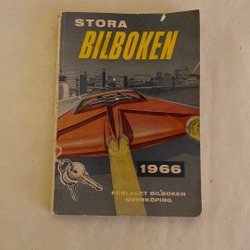 STORA
BILBOKEN
1966
FÖRLAGET BILBOKEN
NORRKÖPING